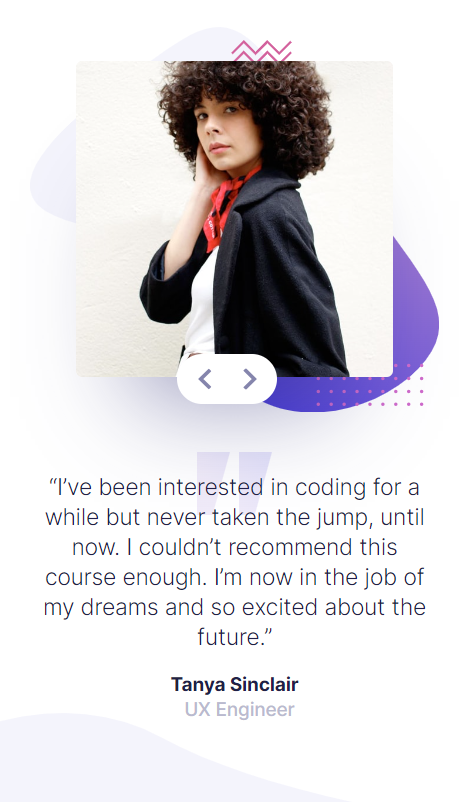 “I’ve been interested in coding for a
while but never taken the jump, until
now. I couldn’t recommend this
course enough. I’m now in the job of
my dreams and so excited about the
future.”
Tanya Sinclair
UX Engineer